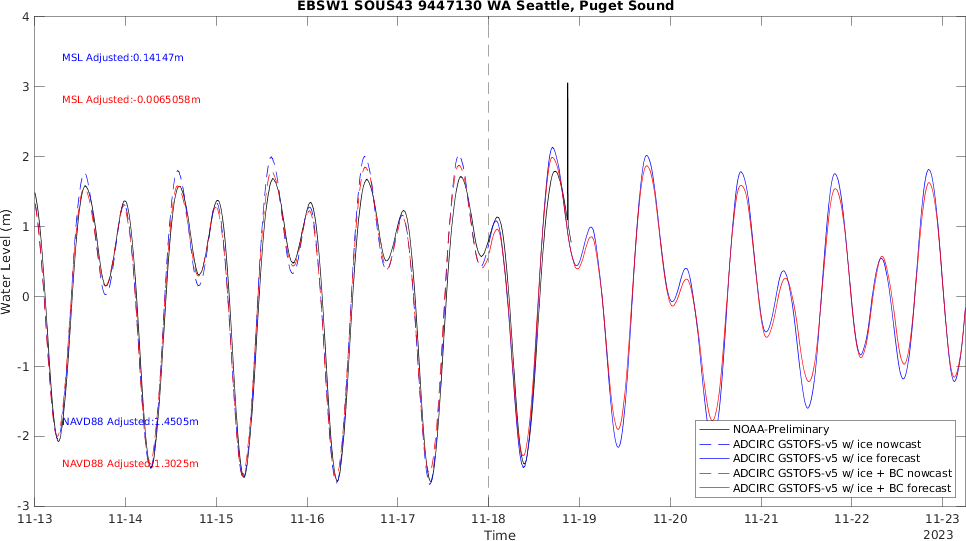 EBSW1 SOUS43 9447130 WA Seattle, Puget Sound
4
3
2
1
0
-1
-2
-3
Water Level (m)
MSL Adjusted:0.14147m
MSL Adjusted:-0.0065058m
NAVD88 Adjusted:1.4505m
NAVD88 Adjusted:1.3025m
NOAA-Preliminary
ADCIRC GSTOFS-v5 w/ ice nowcast
ADCIRC GSTOFS-v5 w/ ice forecast
ADCIRC GSTOFS-v5 w/ ice + BC nowcast
ADCIRC GSTOFS-v5 w/ ice + BC forecast
11-13 11-14 11-15 11-16 11-17 11-18 11-19 11-20 11-21 11-22 11-23
Time
2023